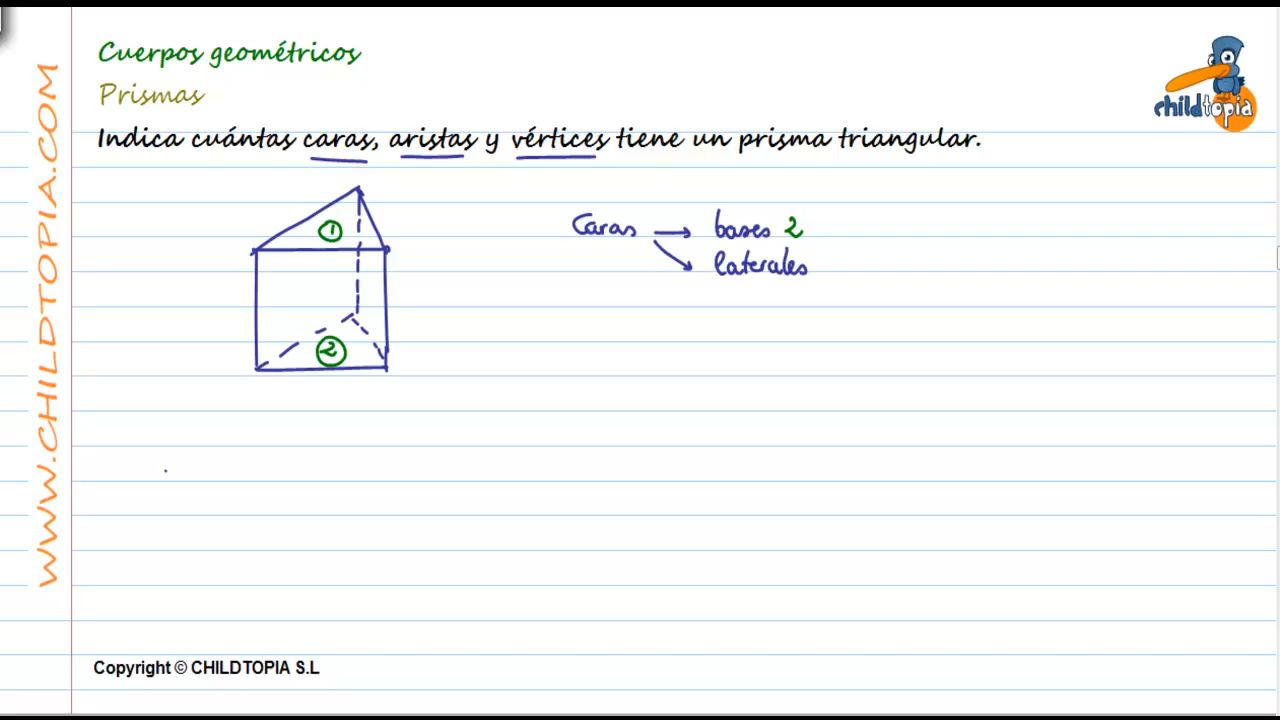 Cuerpos geométricos
Prismas
Indica cuántas caras, aristas y vértices tiene un prisma triangular.
childtopia
WWW.CHILDTOPIA.COM
①
②
Caras → bases 2
laterales
Copyright © CHILDTOPIA S.L